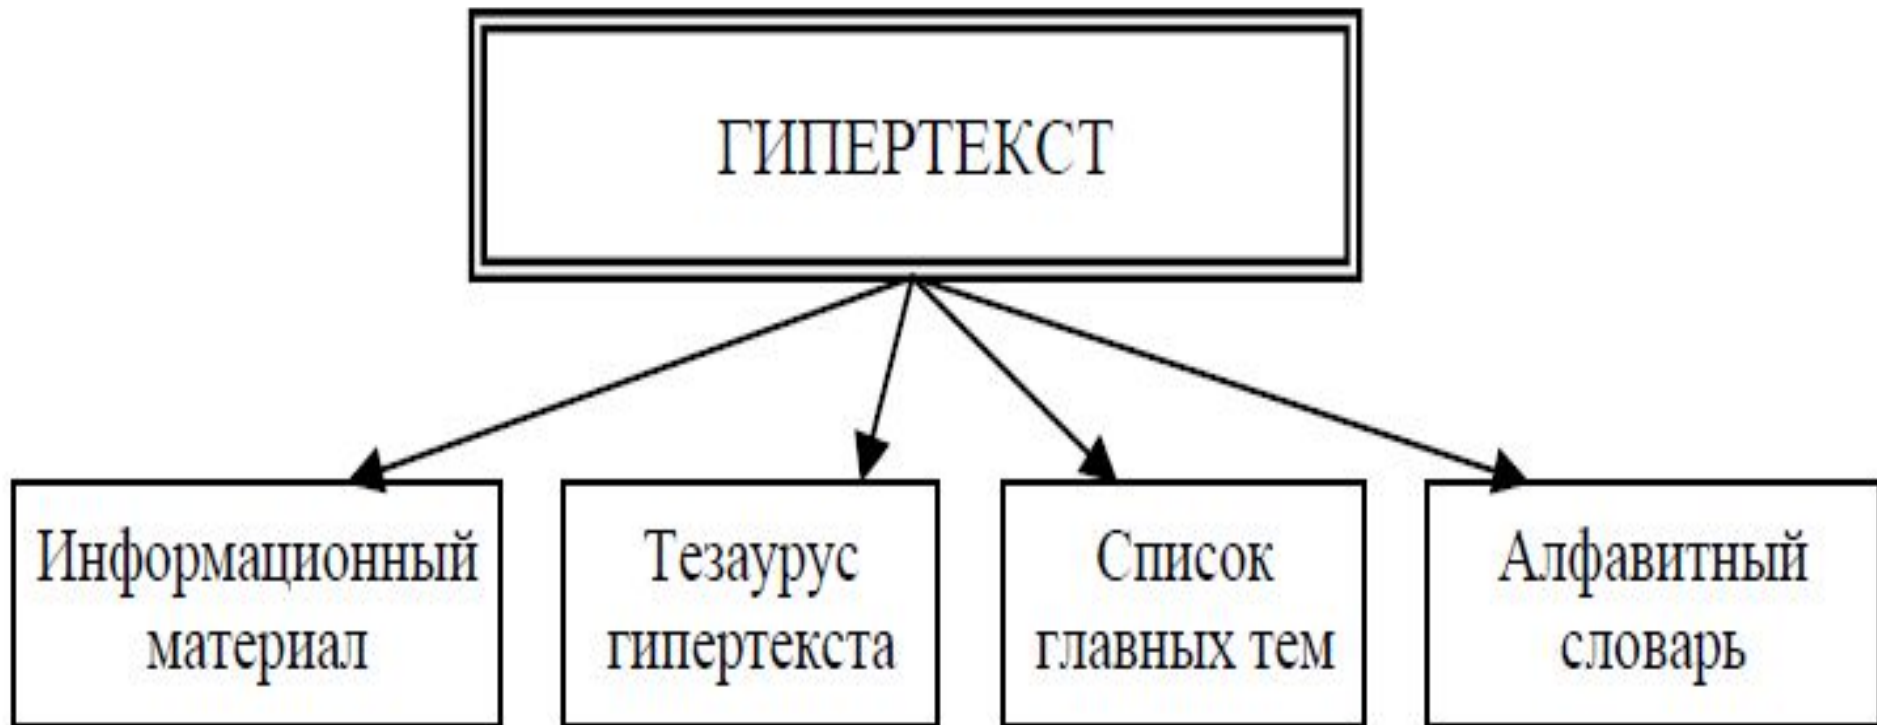 ГИПЕРТЕКСТ
Информационный
материал
Тезаурус
гипертекста
Список
главных тем
Алфавитный
словарь